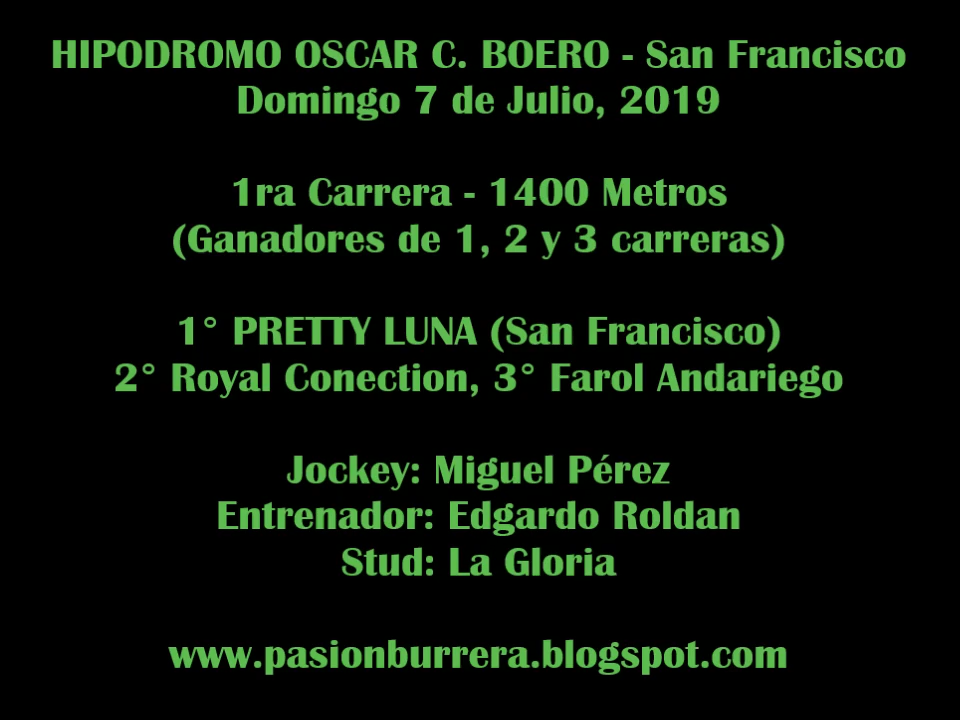 HIPODROMO OSCAR C. BOERO - San Francisco
Domingo 7 de Julio, 2019
1ra Carrera - 1400 Metros
(Ganadores de 1, 2 y 3 carreras)
1° PRETTY LUNA (San Francisco)
2° Royal Conection, 3° Farol Andariego
Jockey: Miguel Pérez
Entrenador: Edgardo Roldan
Stud: La Gloria
www.pasionburrera.blogspot.com